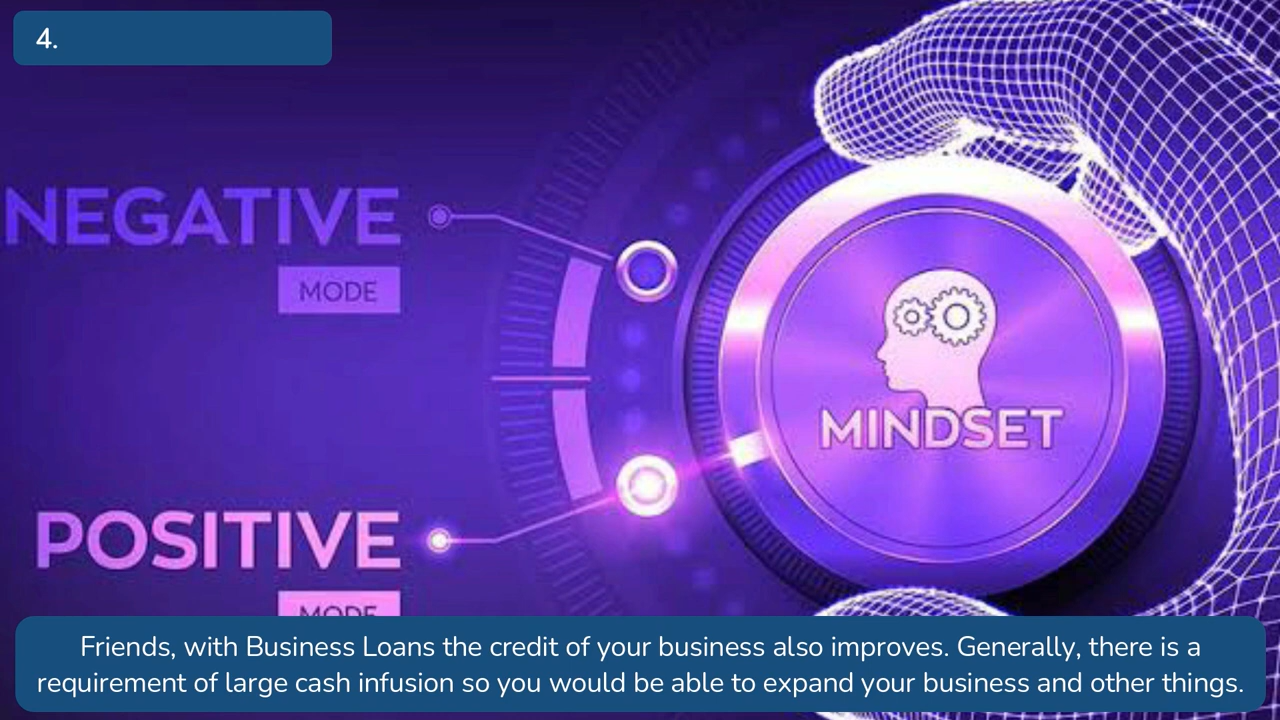 4.
NEGATIVE
MODE
MINDSET
POSITIVE
MODE
Friends, with Business Loans the credit of your business also improves. Generally, there is a
requirement of large cash infusion so you would be able to expand your business and other things.